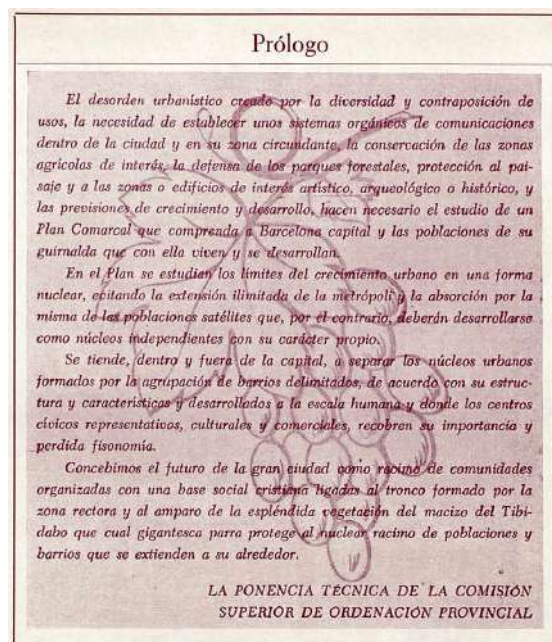 Prólogo
El desorden urbanístico creado por la diversidad y contraposición de
usos, la necesidad de establecer unos sistemas orgánicos de comunicaciones
dentro de la ciudad y en su zona circundante, la conservación de las zonas
agrícolas de interés, la defensa de los parques forestales, protección al pai-
saje y a las zonas o edificios de interés artístico, arqueológico o histórico, y
las previsiones de crecimiento y desarrollo, hacen necesario el estudio de un
Plan Comarcal que comprenda a Barcelona capital y las poblaciones de su
guirnalda que con ella viven y se desarrollan.
En el Plan se estudian los límites del crecimiento urbano en una forma
nuclear, evitando la extensión ilimitada de la metrópoli y la absorción por la
misma de las poblaciones satélites que, por el contrario, deberán desarrollarse
como núcleos independientes con su carácter propio.
Se tiende, dentro y fuera de la capital, a separar los núcleos urbanos
formados por la agrupación de barrios delimitados, de acuerdo con su estruc-
tura y características y desarrollados a la escala humana y donde los centros
cívicos representativos, culturales y comerciales, recobren su importancia y
perdida fisonomía.
Concebimos el futuro de la gran ciudad como racimo de comunidades
organizadas con una base social cristiana ligadas al tronco formado por la
zona rectora y al amparo de la espléndida vegetación del macizo del Tibi-
dabo que cual gigantesca parra protege al nuclear racimo de poblaciones y
barrios que se extienden a su alrededor.
LA PONENCIA TÉCNICA DE LA COMISIÓN
SUPERIOR DE ORDENACIÓN PROVINCIAL